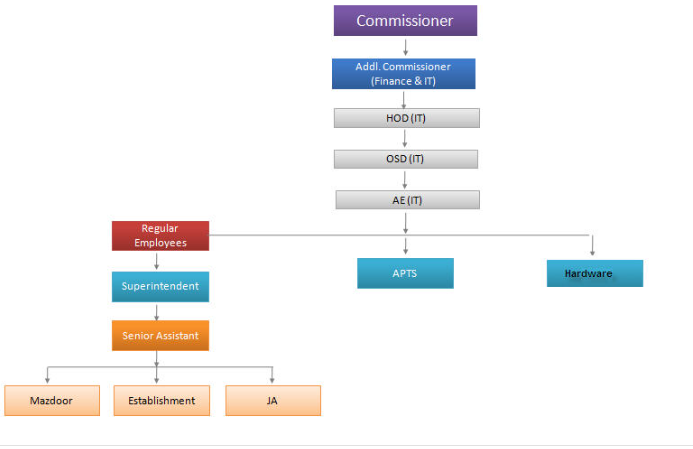 Commissioner
Addl. Commissioner
(Finance & IT)
HOD (IT)
OSD (IT)
AE (IT)
Regular
Employees
APTS
Hardware
Superintendent
Senior Assistant
Mazdoor
Establishment
JA